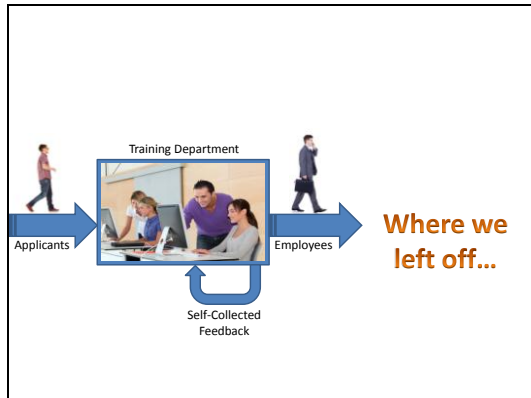 Training Department
Applicants
Employees
Where we
left off...
Self-Collected
Feedback